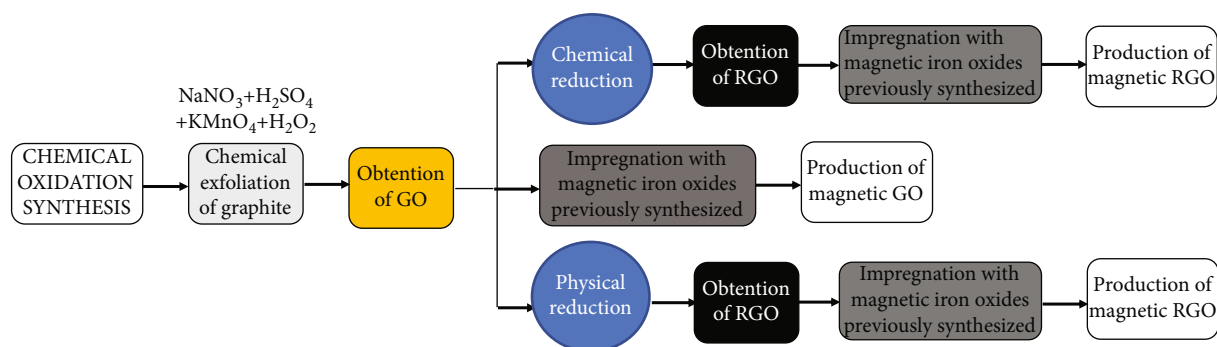 NaNO₃+H₂SO₄
+KMnO₄+H₂O₂
CHEMICAL
OXIDATION
SYNTHESIS
Chemical
exfoliation
of graphite
Obtention
of GO
Chemical
reduction
Obtention
of RGO
Impregnation with
magnetic iron oxides
previously synthesized
Production of
magnetic RGO
Impregnation with
magnetic iron oxides
previously synthesized
Production of
magnetic GO
Physical
reduction
Obtention
of RGO
Impregnation with
magnetic iron oxides
previously synthesized
Production of
magnetic RGO